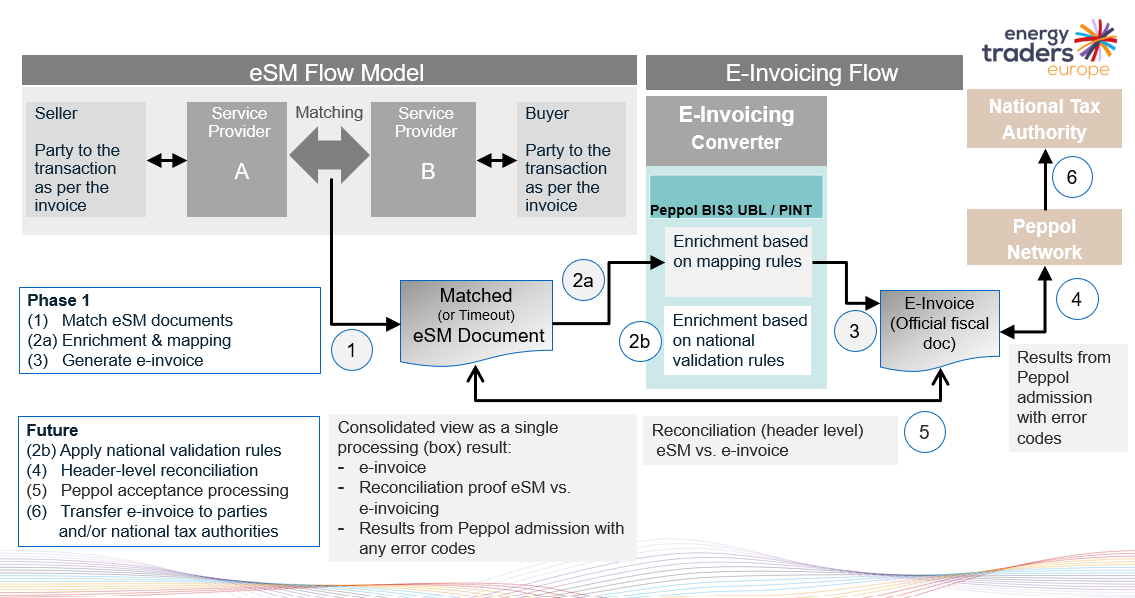 energy
traders
europe
eSM Flow Model
E-Invoicing Flow
Seller
Party to the
transaction
as per the
invoice
Service
Provider
A
Matching
Service
Provider
B
Buyer
Party to the
transaction
as per the
invoice
E-Invoicing
Converter
Peppol BIS3 UBL / PINT
Enrichment based
on mapping rules
Enrichment based
on national
validation rules
National Tax
Authority
6
Peppol
Network
4
Phase 1
(1) Match eSM documents
(2a) Enrichment & mapping
(3) Generate e-invoice
1
Matched
(or Timeout)
eSM Document
2a
2b
3
E-Invoice
(Official fiscal
doc)
Results from
Peppol
admission
with error
codes
Future
(2b) Apply national validation rules
(4) Header-level reconciliation
(5) Peppol acceptance processing
(6) Transfer e-invoice to parties
and/or national tax authorities
Consolidated view as a single
processing (box) result:
- e-invoice
- Reconciliation proof eSM vs.
e-invoicing
- Results from Peppol admission with
any error codes
Reconciliation (header level)
eSM vs. e-invoice
5